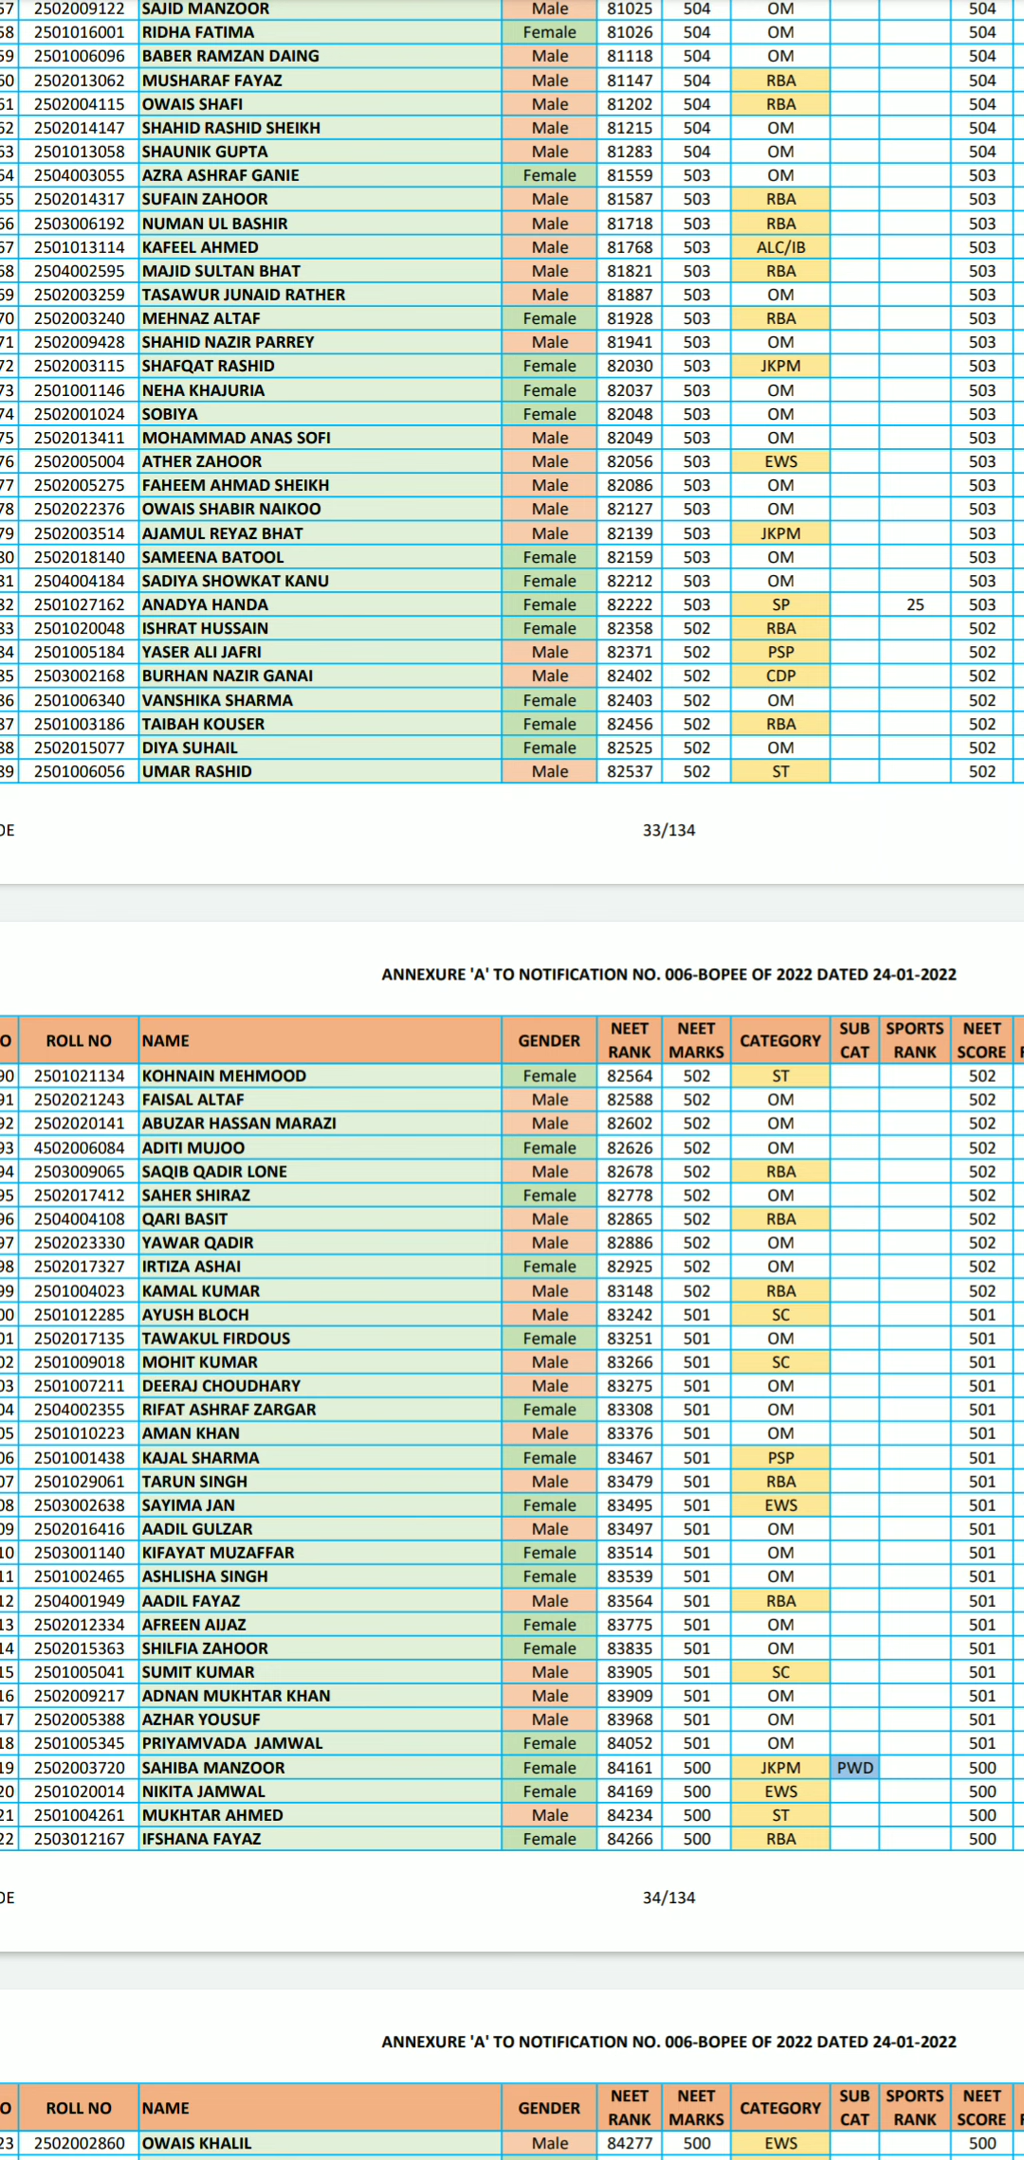 57 2502009122 SAJID MANZOOR Male 81025 504 OM 504
58 2501016001 RIDHA FATIMA Female 81026 504 OM 504
59 2501006096 BABER RAMZAN DAING Male 81118 504 OM 504
60 2502013062 MUSHARAF FAYAZ Male 81147 504 RBA 504
61 2502004115 OWAIS SHAFI Male 81202 504 RBA 504
62 2502014147 SHAHID RASHID SHEIKH Male 81215 504 OM 504
63 2501013058 SHAUNIK GUPTA Male 81283 504 OM 504
64 2504003055 AZRA ASHRAF GANIE Female 81559 503 OM 503
65 2502014317 SUFAIN ZAHOOR Male 81587 503 RBA 503
66 2503006192 NUMAN UL BASHIR Male 81718 503 RBA 503
67 2501013114 KAFEEL AHMED Male 81768 503 ALC/IB 503
68 2504002595 MAJID SULTAN BHAT Male 81821 503 RBA 503
69 2502003259 TASAWUR JUNAID RATHER Male 81887 503 OM 503
70 2502003240 MEHNAZ ALTAF Female 81928 503 RBA 503
71 2502009428 SHAHID NAZIR PARREY Male 81941 503 OM 503
72 2502003115 SHAFQAT RASHID Female 82030 503 JKPM 503
73 2501001146 NEHA KHAJURIA Female 82037 503 OM 503
74 2502001024 SOBIYA Female 82048 503 OM 503
75 2502013411 MOHAMMAD ANAS SOFI Male 82049 503 OM 503
76 2502005004 ATHER ZAHOOR Male 82056 503 EWS 503
77 2502005275 FAHEEM AHMAD SHEIKH Male 82086 503 OM 503
78 2502022376 OWAIS SHABIR NAIKOO Male 82127 503 OM 503
79 2502003514 AJAMUL REYAZ BHAT Male 82139 503 JKPM 503
80 2502018140 SAMEENA BATOOL Female 82159 503 OM 503
81 2504004184 SADIYA SHOWKAT KANU Female 82212 503 OM 503
82 2501027162 ANADYA HANDA Female 82222 503 SP 25 503
83 2501020048 ISHRAT HUSSAIN Female 82358 502 RBA 502
84 2501005184 YASER ALI JAFRI Male 82371 502 PSP 502
85 2503002168 BURHAN NAZIR GANAI Male 82402 502 CDP 502
86 2501006340 VANSHIKA SHARMA Female 82403 502 OM 502
87 2501003186 TAIBAH KOUSER Female 82456 502 RBA 502
88 2502015077 DIYA SUHAIL Female 82525 502 OM 502
89 2501006056 UMAR RASHID Male 82537 502 ST 502
OE 33/134
ANNEXURE 'A' TO NOTIFICATION NO. 006-BOPEE OF 2022 DATED 24-01-2022
O ROLL NO NAME GENDER NEET RANK NEET MARKS CATEGORY SUB CAT SPORTS RANK NEET SCORE
90 2501021134 KOHNAIN MEHMOOD Female 82564 502 ST 502
91 2502021243 FAISAL ALTAF Male 82588 502 OM 502
92 2502020141 ABUZAR HASSAN MARAZI Male 82602 502 OM 502
93 4502006084 ADITI MUJOO Female 82626 502 OM 502
94 2503009065 SAQIB QADIR LONE Male 82678 502 RBA 502
95 2502017412 SAHER SHIRAZ Female 82778 502 OM 502
96 2504004108 QARI BASIT Male 82865 502 RBA 502
97 2502023330 YAWAR QADIR Male 82886 502 OM 502
98 2502017327 IRTIZA ASHAI Female 82925 502 OM 502
99 2501004023 KAMAL KUMAR Male 83148 502 RBA 502
00 2501012285 AYUSH BLOCH Male 83242 501 SC 501
01 2502017135 TAWAKUL FIRDOUS Female 83251 501 OM 501
02 2501009018 MOHIT KUMAR Male 83266 501 SC 501
03 2501007211 DEERAJ CHOUDHARY Male 83275 501 OM 501
04 2504002355 RIFAT ASHRAF ZARGAR Female 83308 501 OM 501
05 2501010223 AMAN KHAN Male 83376 501 OM 501
06 2501001438 KAJAL SHARMA Female 83467 501 PSP 501
07 2501029061 TARUN SINGH Male 83479 501 RBA 501
08 2503002638 SAYIMA JAN Female 83495 501 EWS 501
09 2502016416 AADIL GULZAR Male 83497 501 OM 501
10 2503001140 KIFAYAT MUZAFFAR Female 83514 501 OM 501
11 2501002465 ASHLISHA SINGH Female 83539 501 OM 501
12 2504001949 AADIL FAYAZ Male 83564 501 RBA 501
13 2502012334 AFREEN AIJAZ Female 83775 501 OM 501
14 2502015363 SHILFIA ZAHOOR Female 83835 501 OM 501
15 2501005041 SUMIT KUMAR Male 83905 501 SC 501
16 2502009217 ADNAN MUKHTAR KHAN Male 83909 501 OM 501
17 2502005388 AZHAR YOUSUF Male 83968 501 OM 501
18 2501005345 PRIYAMVADA JAMWAL Female 84052 501 OM 501
19 2502003720 SAHIBA MANZOOR Female 84161 500 JKPM PWD 500
20 2501020014 NIKITA JAMWAL Female 84169 500 EWS 500
21 2501004261 MUKHTAR AHMED Male 84234 500 ST 500
22 2503012167 IFSHANA FAYAZ Female 84266 500 RBA 500
OE 34/134
ANNEXURE 'A' TO NOTIFICATION NO. 006-BOPEE OF 2022 DATED 24-01-2022
O ROLL NO NAME GENDER NEET RANK NEET MARKS CATEGORY SUB CAT SPORTS RANK NEET SCORE
23 2502002860 OWAIS KHALIL Male 84277 500 EWS 500